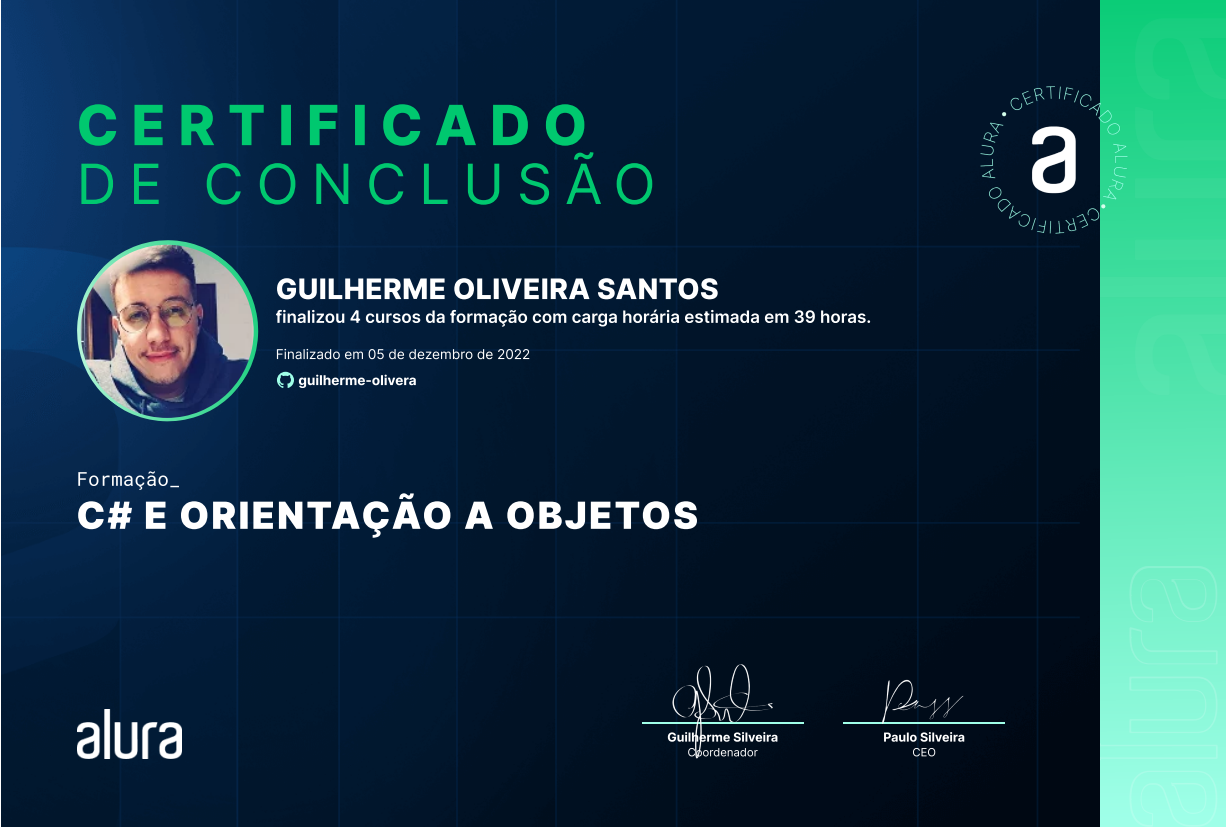 CERTIFICADO
DE CONCLUSÃO
CERTIFICADO ALURA • CERTIFICADO ALURA •
a
GUILHERME OLIVEIRA SANTOS
finalizou 4 cursos da formação com carga horária estimada em 39 horas.
Finalizado em 05 de dezembro de 2022
guilherme-olivera
Formação_
C# E ORIENTAÇÃO A OBJETOS
alura
Guilherme Silveira
Coordenador
Paulo Silveira
CEO
alura
alura